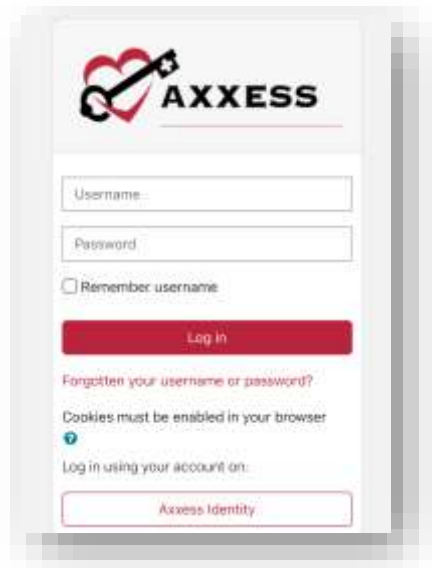 AXXESS
Username
Password
Remember username
Log in
Forgotten your username or password?
Cookies must be enabled in your browser
?
Log in using your account on:
Axxess Identity